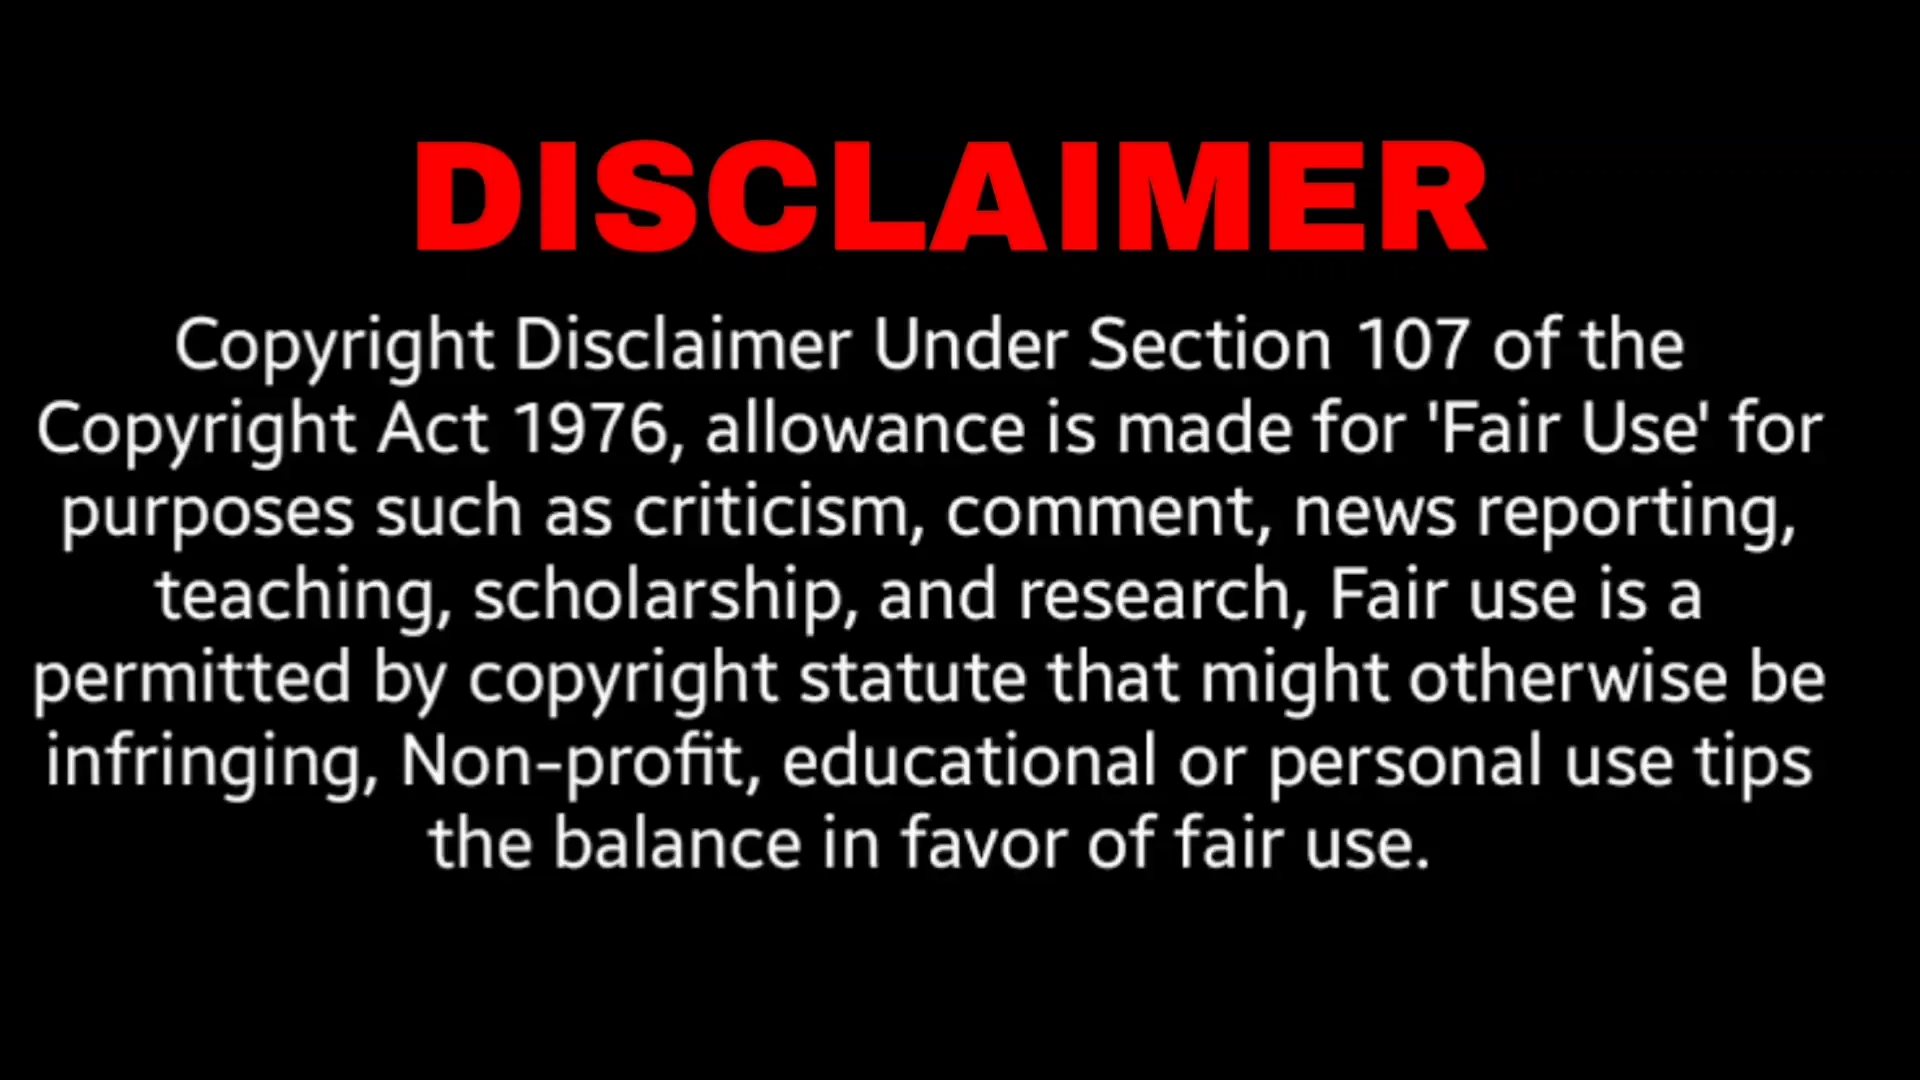 DISCLAIMER
Copyright Disclaimer Under Section 107 of the
Copyright Act 1976, allowance is made for 'Fair Use' for
purposes such as criticism, comment, news reporting,
teaching, scholarship, and research, Fair use is a
permitted by copyright statute that might otherwise be
infringing, Non-profit, educational or personal use tips
the balance in favor of fair use.